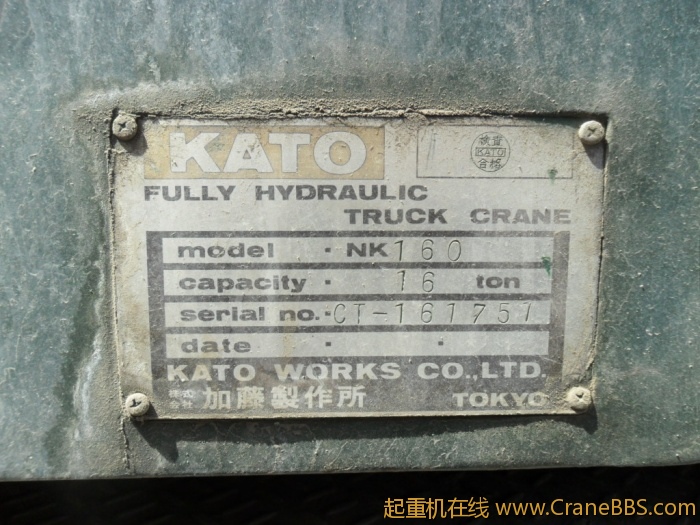 KATO
検査
KATO
合格
FULLY HYDRAULIC
TRUCK CRANE
model · NK160
capacity · 16 ton
serial no. · CT-161751
date · ·
KATO WORKS CO.,LTD.
株式会社 加藤製作所 TOKYO
起重机在线 www.CraneBBS.com